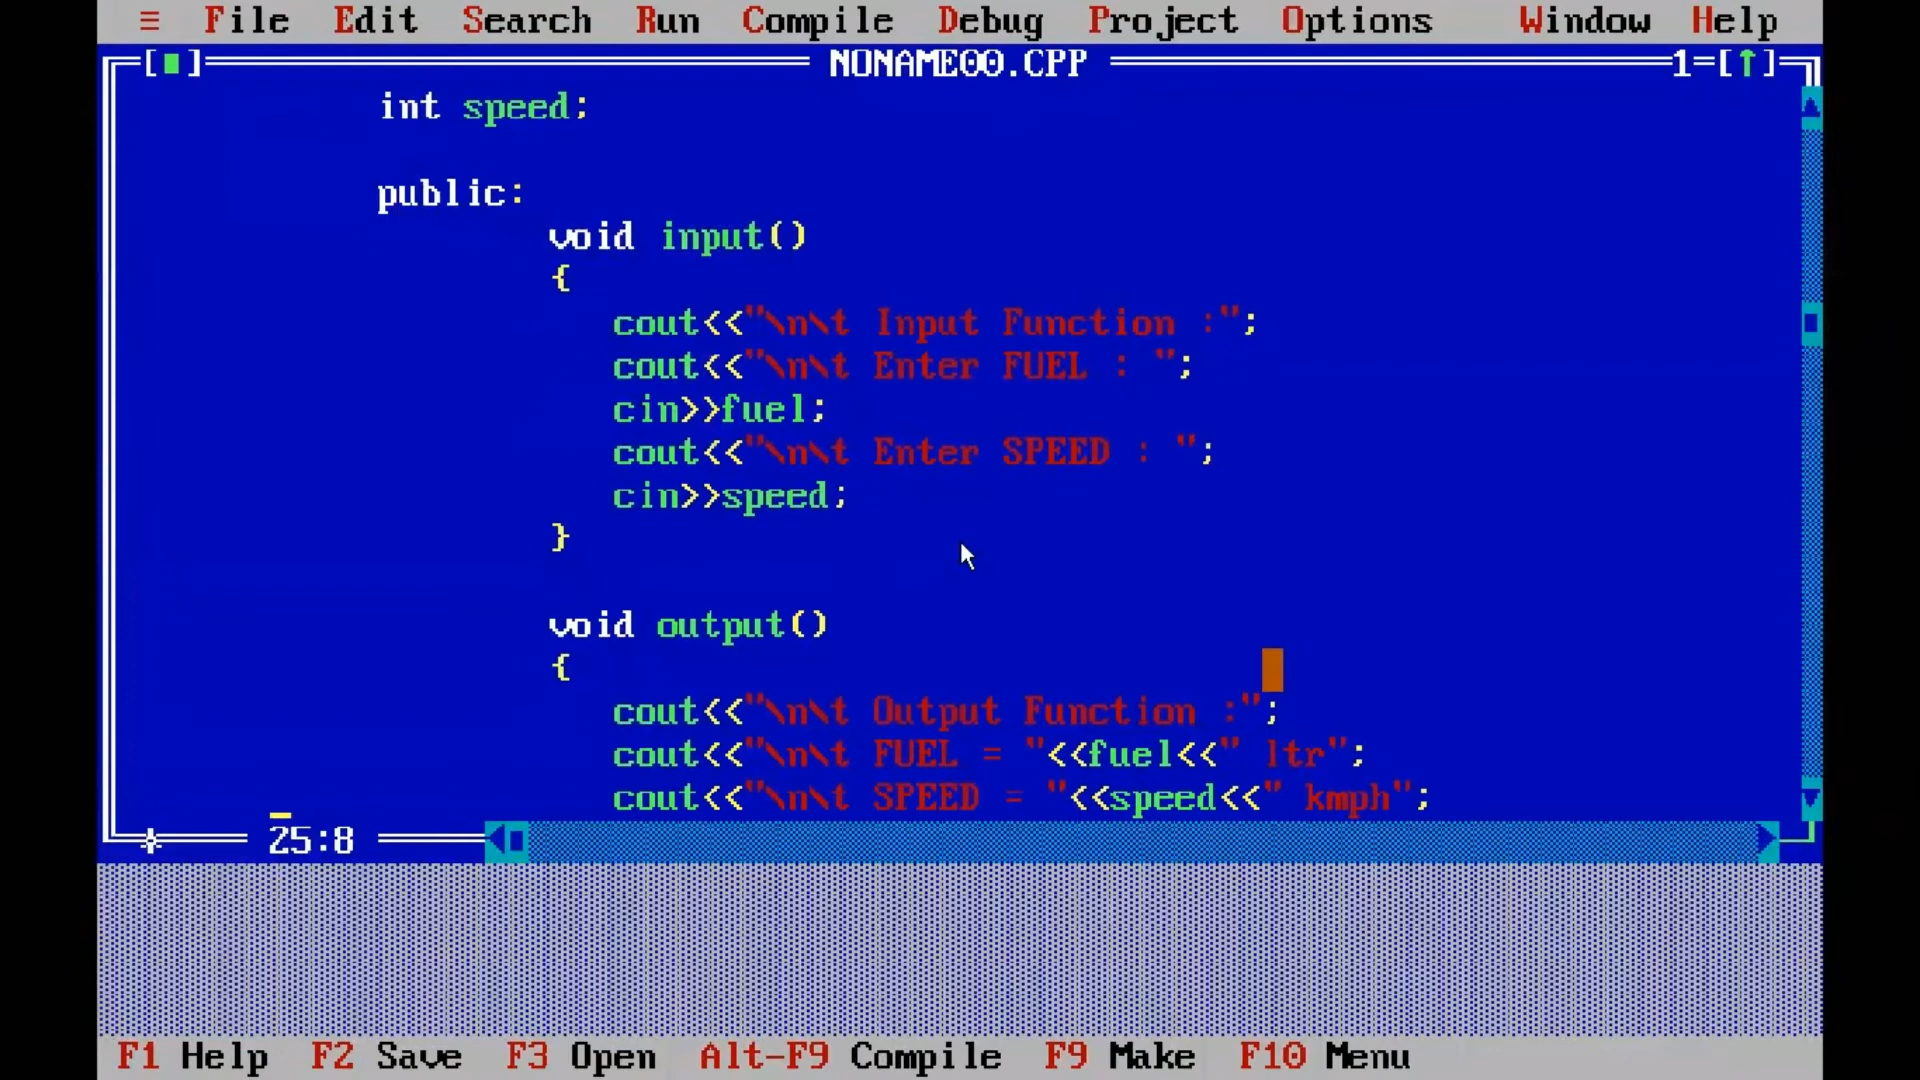 ≡ File Edit Search Run Compile Debug Project Options Window Help
[■] NONAME00.CPP 1=[↑]
int speed;
public:
void input()
{
cout<<"\n\t Input Function :";
cout<<"\n\t Enter FUEL : ";
cin>>fuel;
cout<<"\n\t Enter SPEED : ";
cin>>speed;
}
void output()
{
cout<<"\n\t Output Function :";
cout<<"\n\t FUEL = "<<fuel<<" ltr";
cout<<"\n\t SPEED = "<<speed<<" kmph";
25:8
F1 Help F2 Save F3 Open Alt-F9 Compile F9 Make F10 Menu